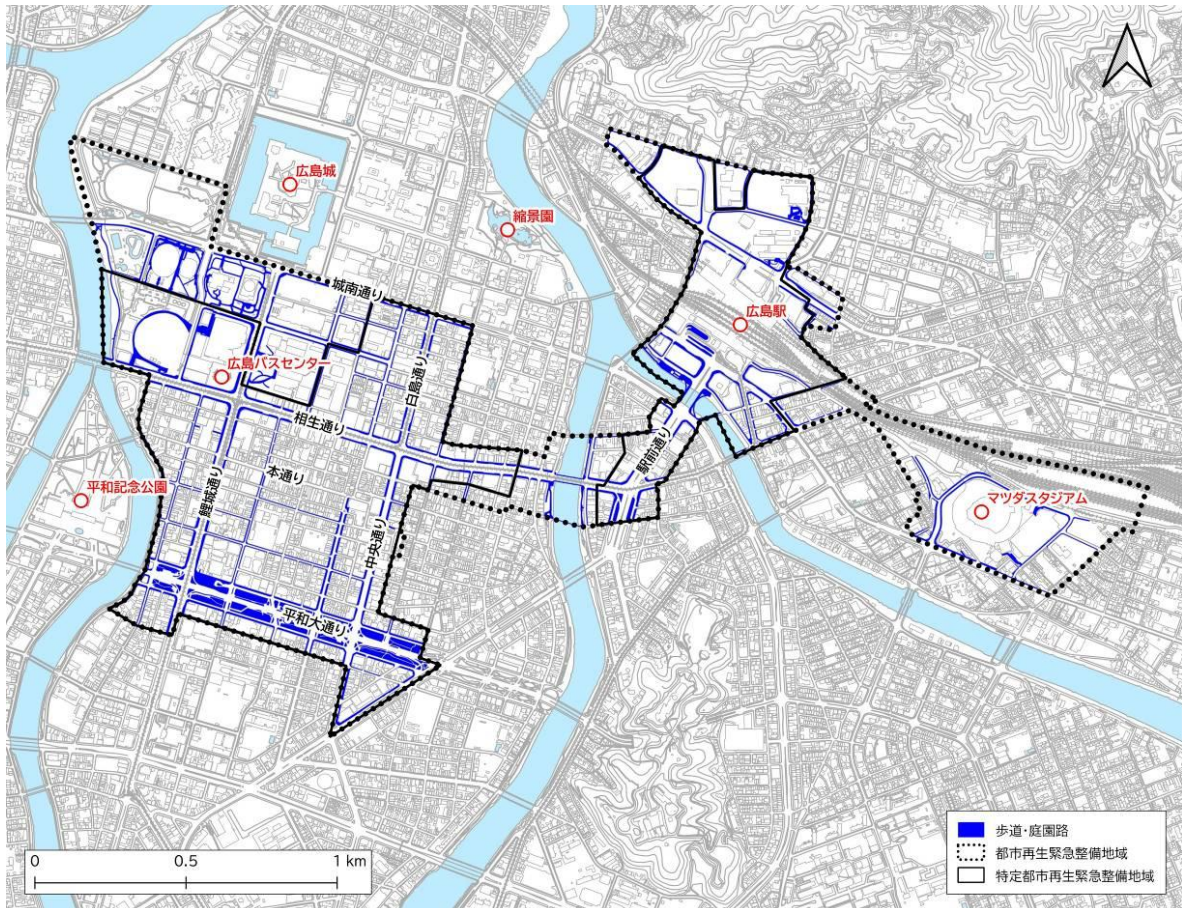 広島城
縮景園
城南通り
広島駅
広島バスセンター
白島通り
相生通り
駅前通り
本通り
平和記念公園
鯉城通り
マツダスタジアム
中央通り
平和大通り
歩道・庭園路
都市再生緊急整備地域
特定都市再生緊急整備地域
0 0.5 1 km